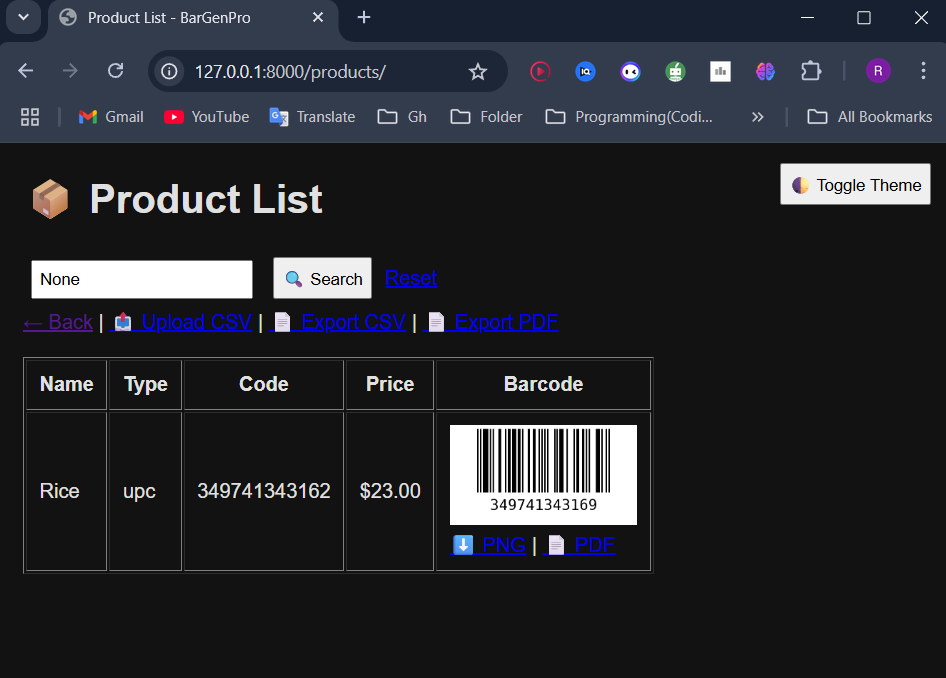 Product List - BarGenPro
127.0.0.1:8000/products/
IQ
R
Gmail YouTube Translate Gh Folder Programming(Codi... » All Bookmarks
Product List
Toggle Theme
None Search Reset
← Back | Upload CSV | Export CSV | Export PDF
Name Type Code Price Barcode
Rice upc 349741343162 $23.00
349741343169
PNG | PDF